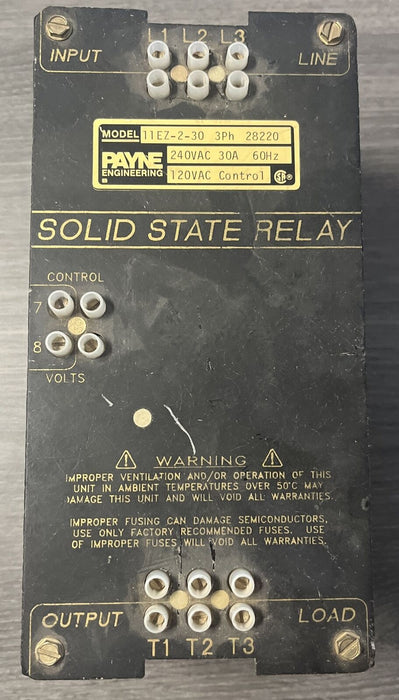 L1 L2 L3
INPUT LINE
MODEL 11EZ-2-30 3Ph 28220
PAYNE ENGINEERING 240VAC 30A 60Hz
120VAC Control
SOLID STATE RELAY
CONTROL
7
8
VOLTS
WARNING
IMPROPER VENTILATION AND/OR OPERATION OF THIS
UNIT IN AMBIENT TEMPERATURES OVER 50°C MAY
DAMAGE THIS UNIT AND WILL VOID ALL WARRANTIES.
IMPROPER FUSING CAN DAMAGE SEMICONDUCTORS,
USE ONLY FACTORY RECOMMENDED FUSES. USE
OF IMPROPER FUSES WILL VOID ALL WARRANTIES.
OUTPUT LOAD
T1 T2 T3